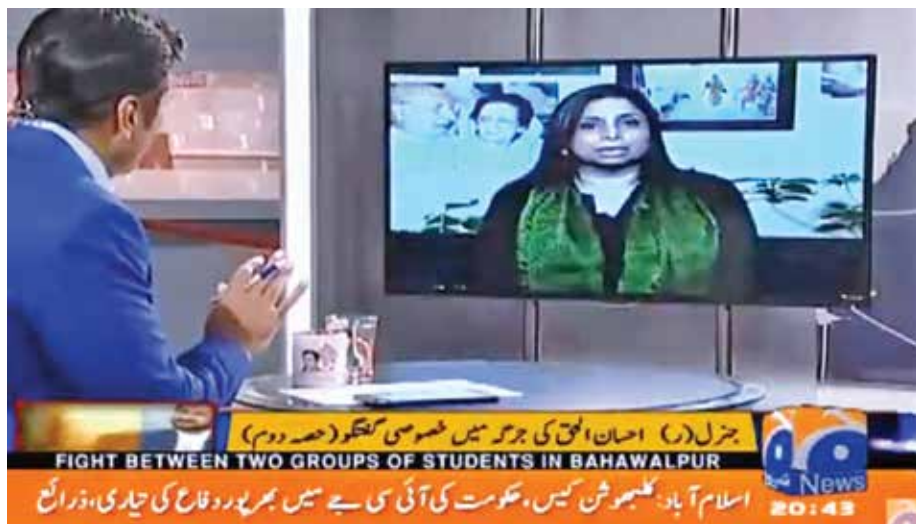 جنرل (ر) احسان الحق کی جرگہ میں خصوصی گفتگو (حصہ دوم)
FIGHT BETWEEN TWO GROUPS OF STUDENTS IN BAHAWALPUR
اسلام آباد: کلبھوشن کیس، حکومت کی آئی سی جے میں بھرپور دفاع کی تیاری، ذرائع
جیو News
20:43